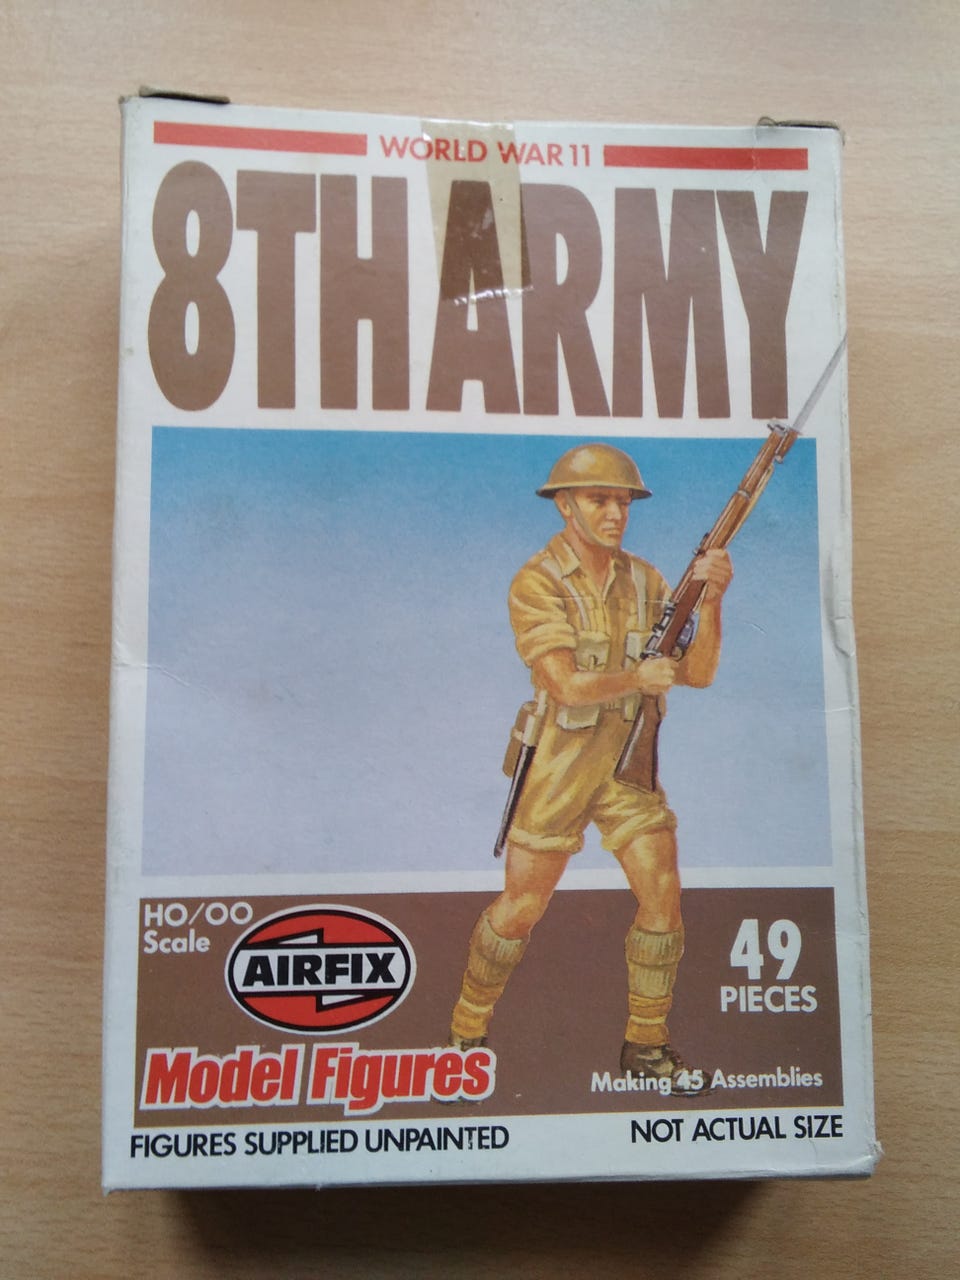 WORLD WAR 11
8TH ARMY
HO/OO
Scale
AIRFIX
Model Figures
49
PIECES
Making 45 Assemblies
FIGURES SUPPLIED UNPAINTED
NOT ACTUAL SIZE